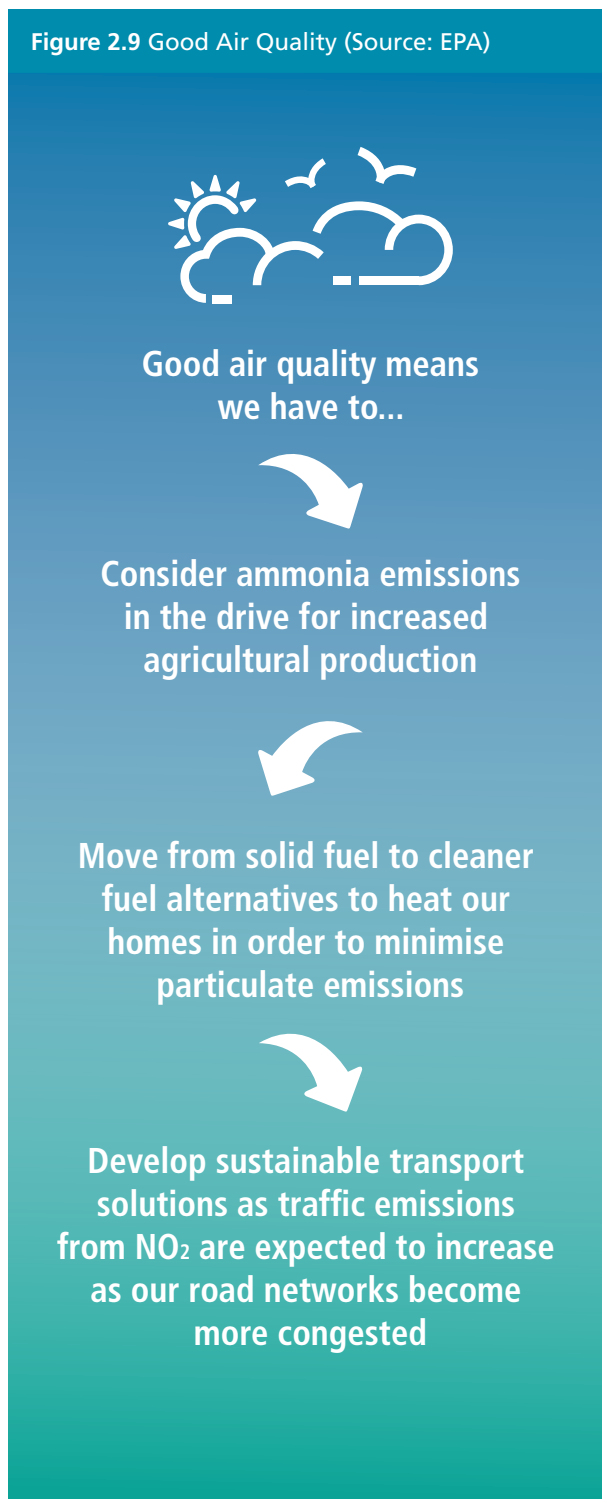 Figure 2.9 Good Air Quality (Source: EPA)
Good air quality means
we have to...
Consider ammonia emissions
in the drive for increased
agricultural production
Move from solid fuel to cleaner
fuel alternatives to heat our
homes in order to minimise
particulate emissions
Develop sustainable transport
solutions as traffic emissions
from NO₂ are expected to increase
as our road networks become
more congested